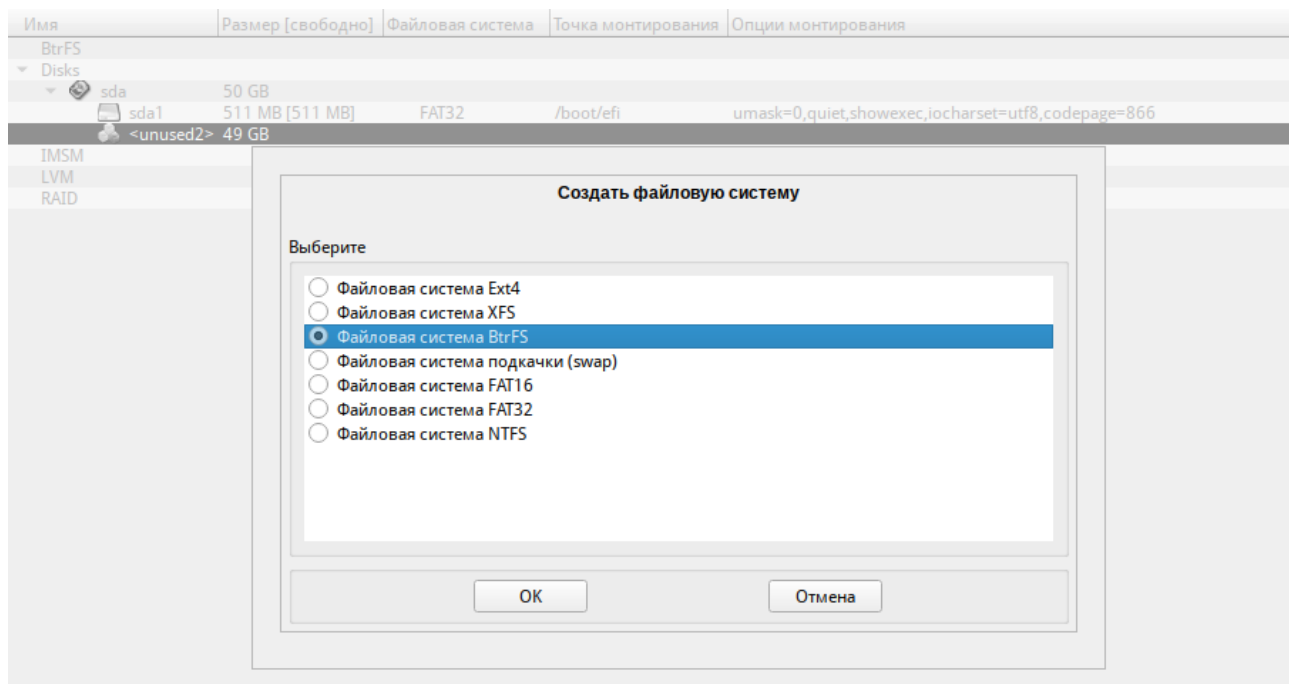 Имя Размер [свободно] Файловая система Точка монтирования Опции монтирования
BtrFS
Disks
sda 50 GB
sda1 511 MB [511 MB] FAT32 /boot/efi umask=0,quiet,showexec,iocharset=utf8,codepage=866
<unused2> 49 GB
IMSM
LVM
RAID
Создать файловую систему
Выберите
Файловая система Ext4
Файловая система XFS
Файловая система BtrFS
Файловая система подкачки (swap)
Файловая система FAT16
Файловая система FAT32
Файловая система NTFS
OK Отмена